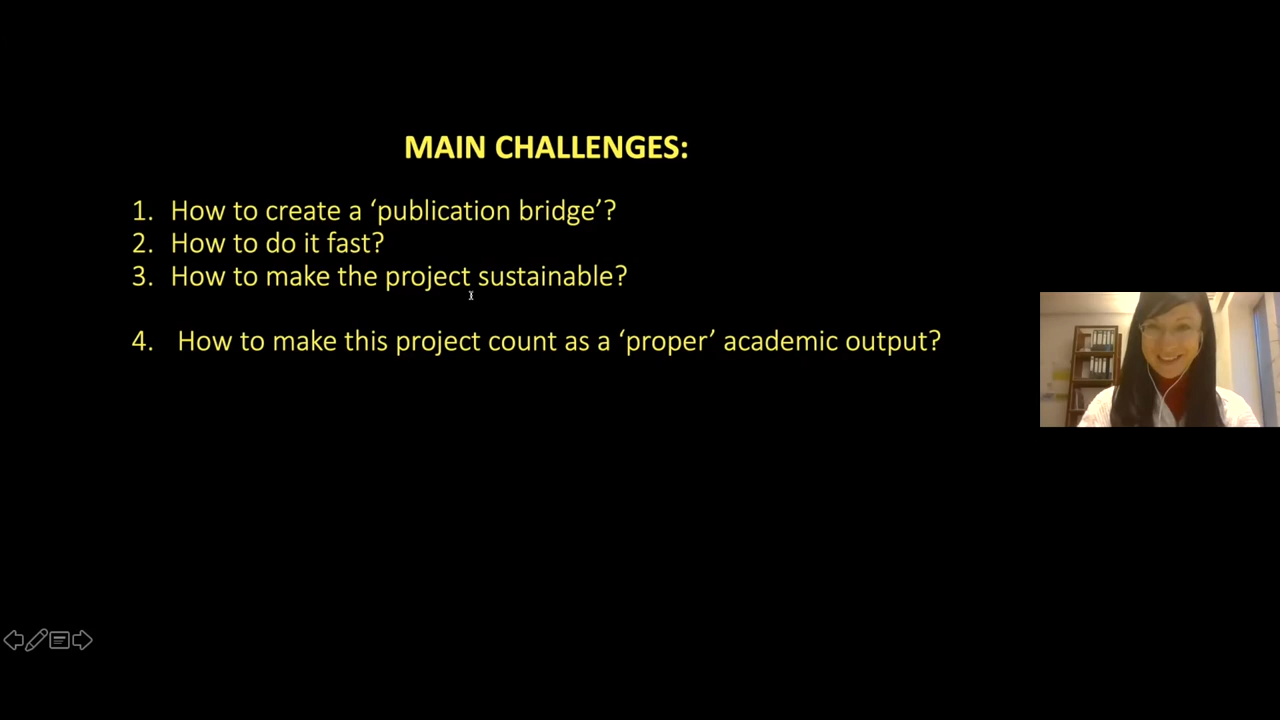 MAIN CHALLENGES:
1. How to create a ‘publication bridge’?
2. How to do it fast?
3. How to make the project sustainable?
4. How to make this project count as a ‘proper’ academic output?